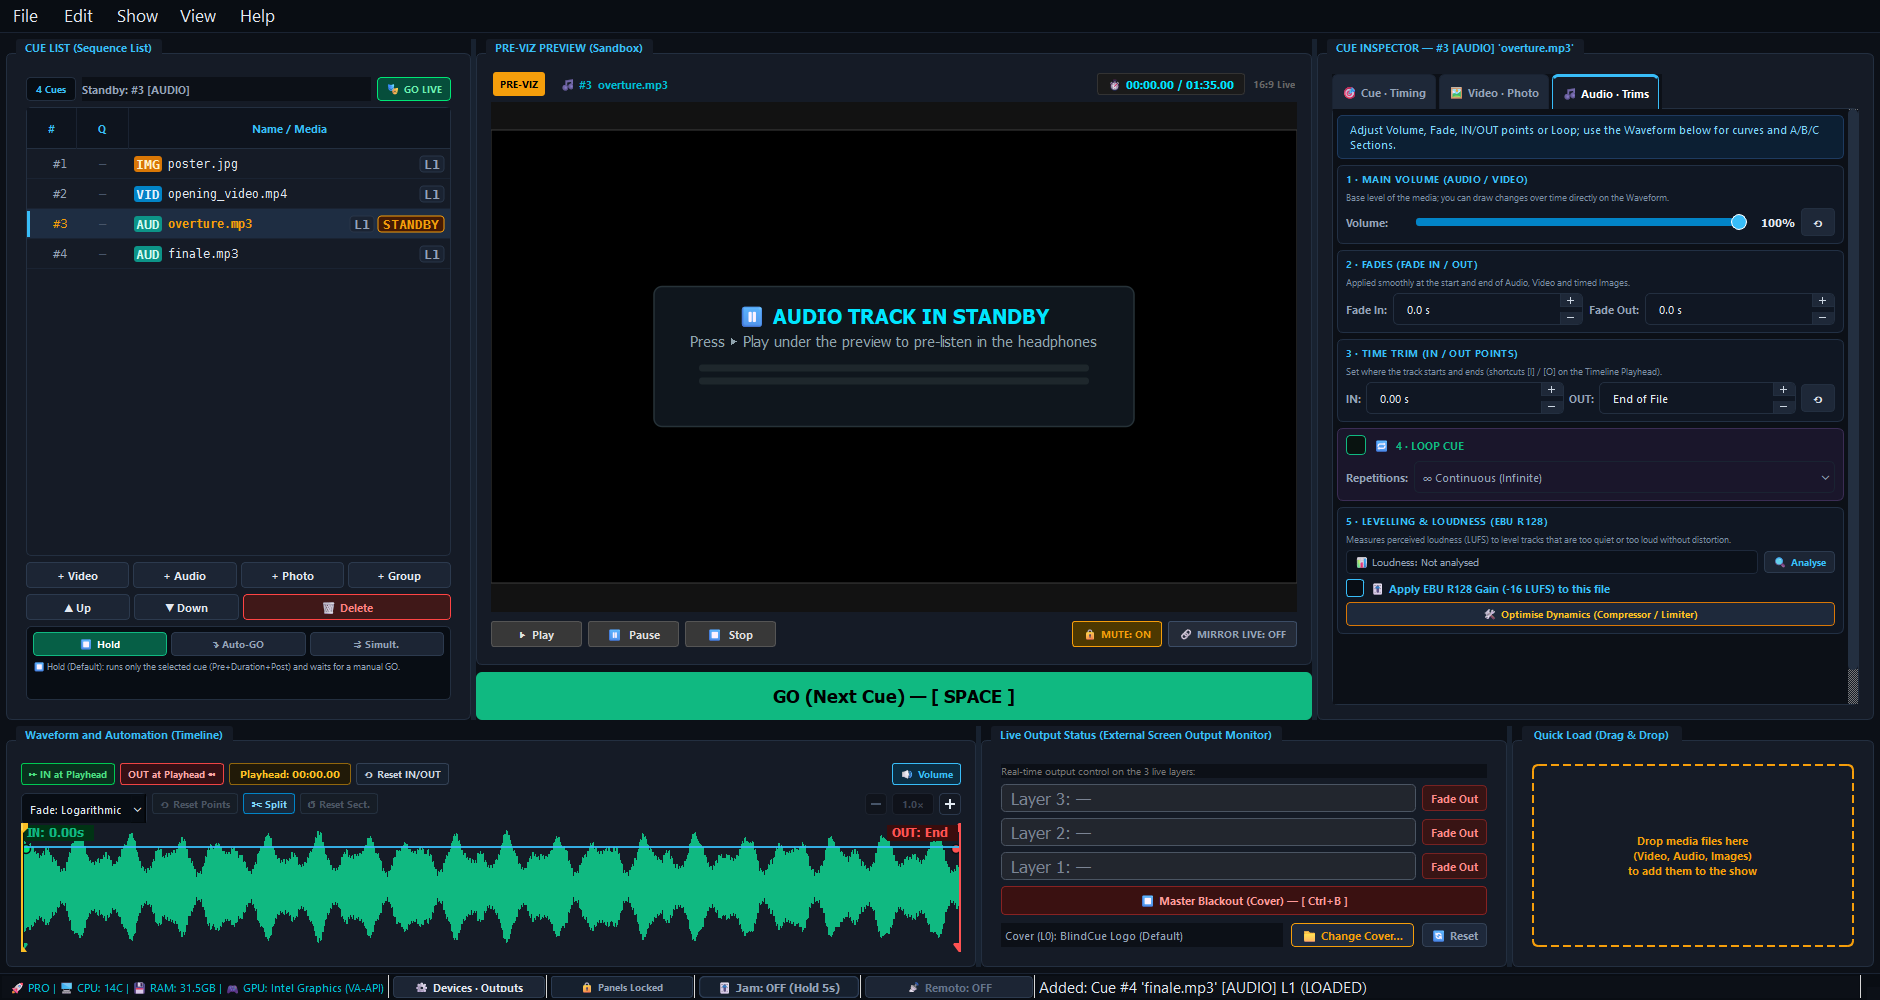 File Edit Show View Help
CUE LIST (Sequence List)
4 Cues Standby: #3 [AUDIO] GO LIVE
# Q Name / Media
#1 — IMG poster.jpg L1
#2 — VID opening_video.mp4 L1
#3 — AUD overture.mp3 L1 STANDBY
#4 — AUD finale.mp3 L1
+ Video + Audio + Photo + Group
▲ Up ▼ Down Delete
Hold Auto-GO Simult.
Hold (Default): runs only the selected cue (Pre+Duration+Post) and waits for a manual GO.
PRE-VIZ PREVIEW (Sandbox)
PRE-VIZ #3 overture.mp3 00:00.00 / 01:35.00 16:9 Live
AUDIO TRACK IN STANDBY
Press ▶ Play under the preview to pre-listen in the headphones
Play Pause Stop MUTE: ON MIRROR LIVE: OFF
GO (Next Cue) — [ SPACE ]
CUE INSPECTOR — #3 [AUDIO] 'overture.mp3'
Cue · Timing Video · Photo Audio · Trims
Adjust Volume, Fade, IN/OUT points or Loop; use the Waveform below for curves and A/B/C
Sections.
1 · MAIN VOLUME (AUDIO / VIDEO)
Base level of the media; you can draw changes over time directly on the Waveform.
Volume: 100%
2 · FADES (FADE IN / OUT)
Applied smoothly at the start and end of Audio, Video and timed Images.
Fade In: 0.0 s + − Fade Out: 0.0 s + −
3 · TIME TRIM (IN / OUT POINTS)
Set where the track starts and ends (shortcuts [I] / [O] on the Timeline Playhead).
IN: 0.00 s + − OUT: End of File + −
4 · LOOP CUE
Repetitions: ∞ Continuous (Infinite)
5 · LEVELLING & LOUDNESS (EBU R128)
Measures perceived loudness (LUFS) to level tracks that are too quiet or too loud without distortion.
Loudness: Not analysed Analyse
Apply EBU R128 Gain (-16 LUFS) to this file
Optimise Dynamics (Compressor / Limiter)
Waveform and Automation (Timeline)
IN at Playhead OUT at Playhead Playhead: 00:00.00 Reset IN/OUT Volume
Fade: Logarithmic Reset Points Split Reset Sect. − 1.0x +
IN: 0.00s OUT: End
Live Output Status (External Screen Output Monitor)
Real-time output control on the 3 live layers:
Layer 3: — Fade Out
Layer 2: — Fade Out
Layer 1: — Fade Out
Master Blackout (Cover) — [ Ctrl+B ]
Cover (L0): BlindCue Logo (Default) Change Cover... Reset
Quick Load (Drag & Drop)
Drop media files here
(Video, Audio, Images)
to add them to the show
PRO | CPU: 14C | RAM: 31.5GB | GPU: Intel Graphics (VA-API) Devices · Outputs Panels Locked Jam: OFF (Hold 5s) Remoto: OFF Added: Cue #4 'finale.mp3' [AUDIO] L1 (LOADED)